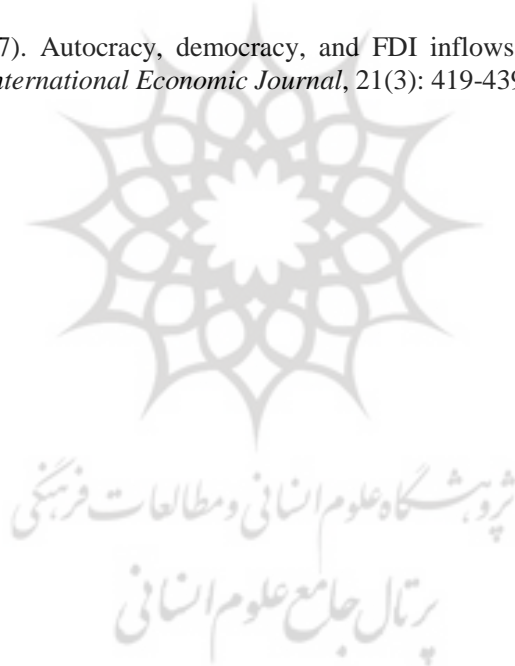 7). Autocracy, democracy, and FDI inflows
nternational Economic Journal, 21(3): 419-439
پژوهشگاه علوم انسانی و مطالعات فرهنگی
پرتال جامع علوم انسانی